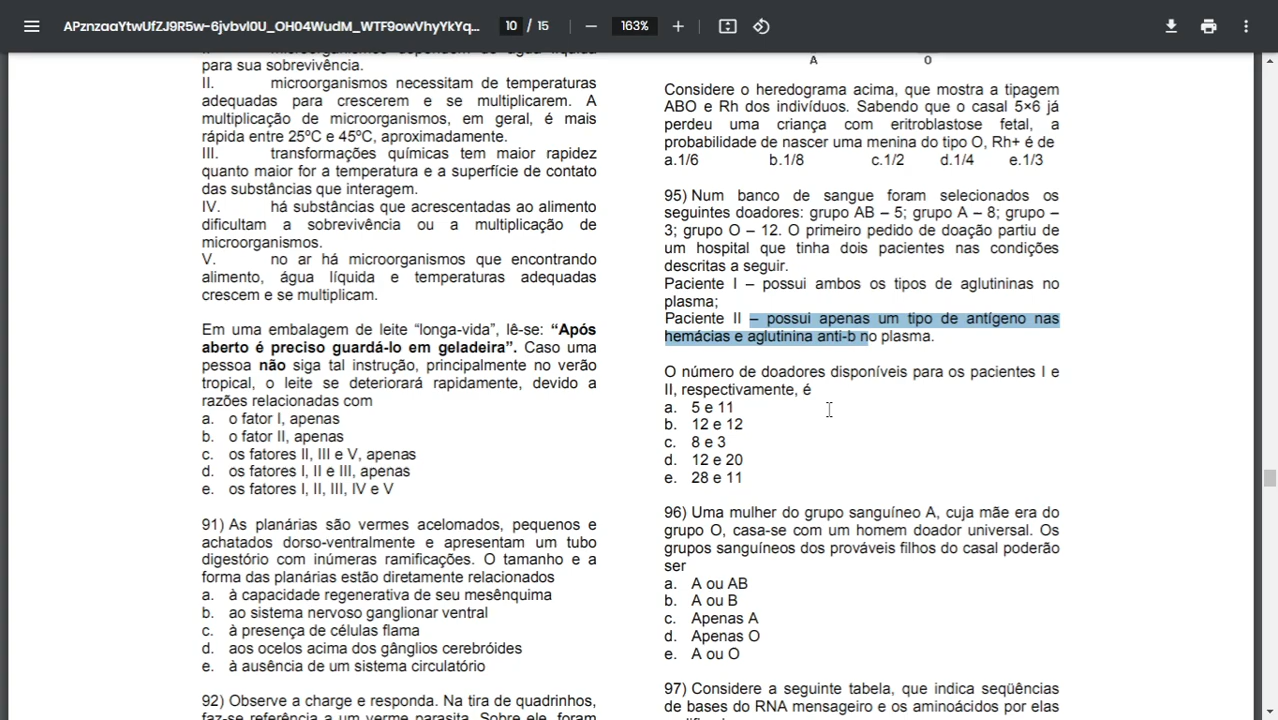 APznzaaYtwUfZJ9R5w-6jvbvl0U_OH04WudM_WTF9owVhyYkYq...
10 / 15
163%
para sua sobrevivência.
II. microorganismos necessitam de temperaturas
adequadas para crescerem e se multiplicarem. A
multiplicação de microorganismos, em geral, é mais
rápida entre 25ºC e 45ºC, aproximadamente.
III. transformações químicas tem maior rapidez
quanto maior for a temperatura e a superfície de contato
das substâncias que interagem.
IV. há substâncias que acrescentadas ao alimento
dificultam a sobrevivência ou a multiplicação de
microorganismos.
V. no ar há microorganismos que encontrando
alimento, água líquida e temperaturas adequadas
crescem e se multiplicam.
Em uma embalagem de leite “longa-vida”, lê-se: “Após
aberto é preciso guardá-lo em geladeira”. Caso uma
pessoa não siga tal instrução, principalmente no verão
tropical, o leite se deteriorará rapidamente, devido a
razões relacionadas com
a. o fator I, apenas
b. o fator II, apenas
c. os fatores II, III e V, apenas
d. os fatores I, II e III, apenas
e. os fatores I, II, III, IV e V
91) As planárias são vermes acelomados, pequenos e
achatados dorso-ventralmente e apresentam um tubo
digestório com inúmeras ramificações. O tamanho e a
forma das planárias estão diretamente relacionados
a. à capacidade regenerativa de seu mesênquima
b. ao sistema nervoso ganglionar ventral
c. à presença de células flama
d. aos ocelos acima dos gânglios cerebróides
e. à ausência de um sistema circulatório
92) Observe a charge e responda. Na tira de quadrinhos,
faz-se referência a um verme parasita. Sobre ele, foram
A O
Considere o heredograma acima, que mostra a tipagem
ABO e Rh dos indivíduos. Sabendo que o casal 5×6 já
perdeu uma criança com eritroblastose fetal, a
probabilidade de nascer uma menina do tipo O, Rh+ é de
a.1/6 b.1/8 c.1/2 d.1/4 e.1/3
95) Num banco de sangue foram selecionados os
seguintes doadores: grupo AB – 5; grupo A – 8; grupo –
3; grupo O – 12. O primeiro pedido de doação partiu de
um hospital que tinha dois pacientes nas condições
descritas a seguir.
Paciente I – possui ambos os tipos de aglutininas no
plasma;
Paciente II – possui apenas um tipo de antígeno nas
hemácias e aglutinina anti-b no plasma.
O número de doadores disponíveis para os pacientes I e
II, respectivamente, é
a. 5 e 11
b. 12 e 12
c. 8 e 3
d. 12 e 20
e. 28 e 11
96) Uma mulher do grupo sanguíneo A, cuja mãe era do
grupo O, casa-se com um homem doador universal. Os
grupos sanguíneos dos prováveis filhos do casal poderão
ser
a. A ou AB
b. A ou B
c. Apenas A
d. Apenas O
e. A ou O
97) Considere a seguinte tabela, que indica seqüências
de bases do RNA mensageiro e os aminoácidos por elas